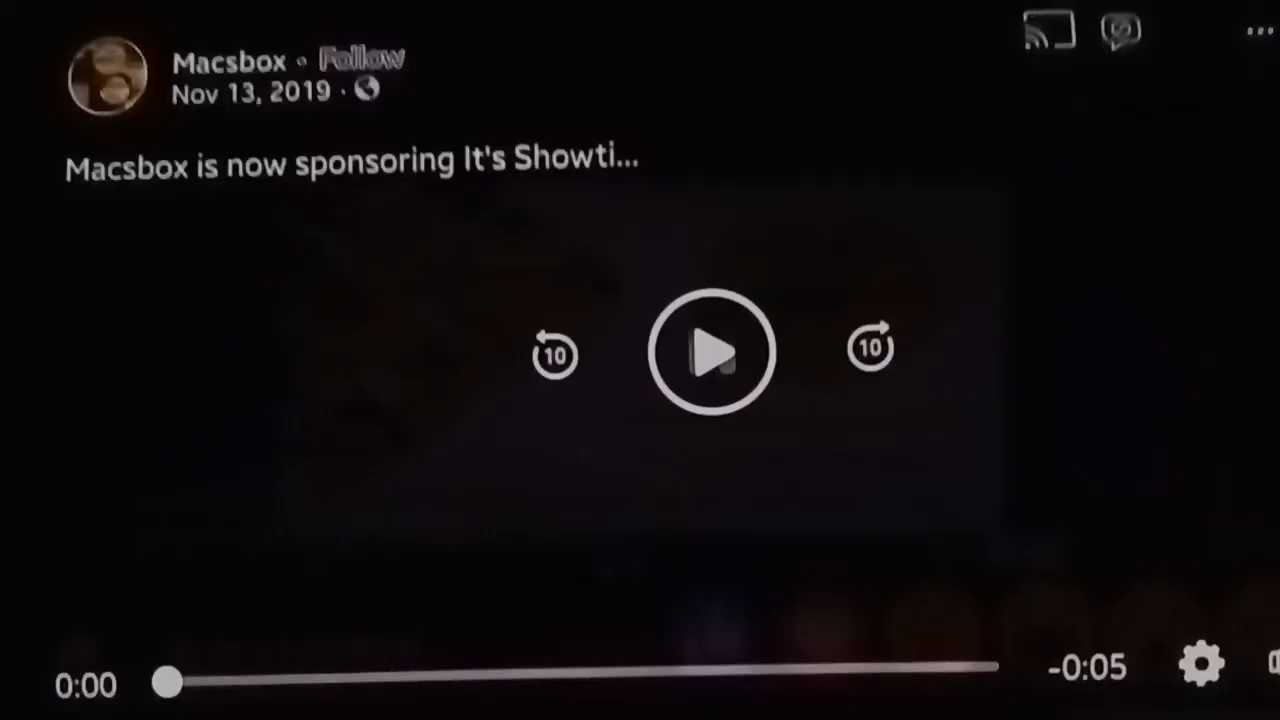 Macsbox • Follow
Nov 13, 2019 ·
Macsbox is now sponsoring It's Showti...
10
10
0:00
-0:05